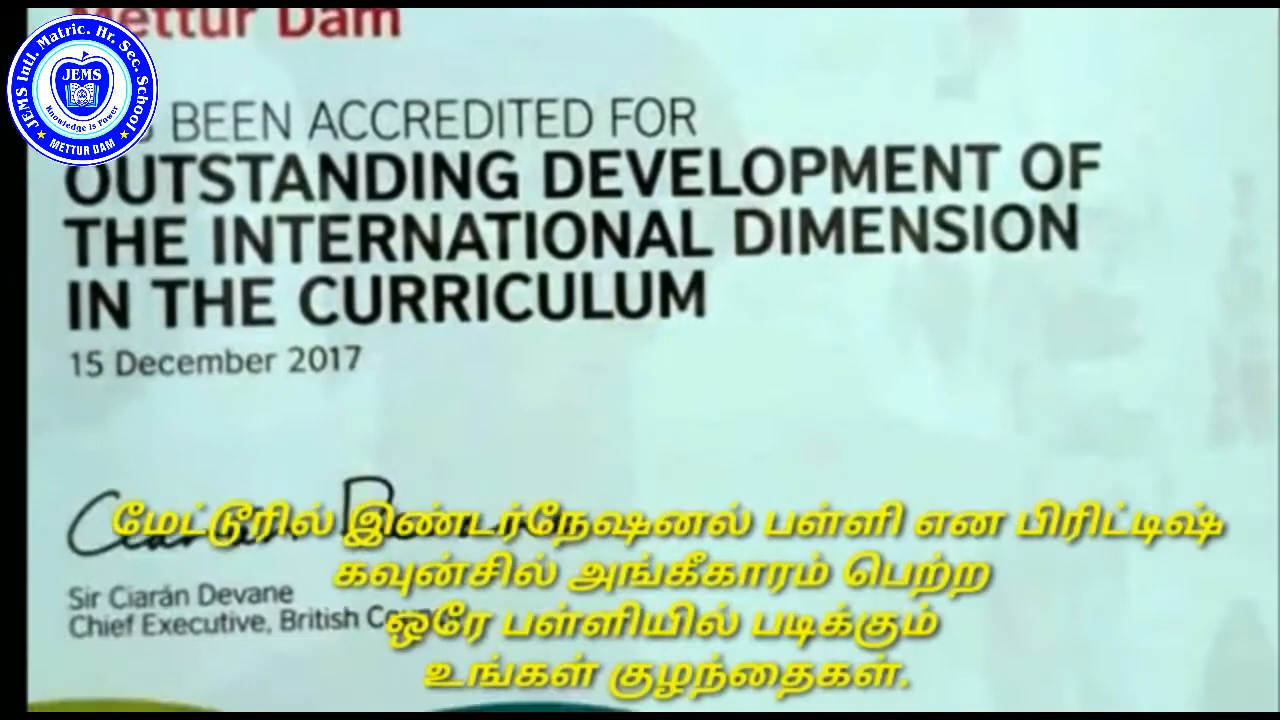 Mettur Dam
JEMS Intl. Matric. Hr. Sec. School
JEMS
Knowledge is Power
METTUR DAM
BEEN ACCREDITED FOR
OUTSTANDING DEVELOPMENT OF
THE INTERNATIONAL DIMENSION
IN THE CURRICULUM
15 December 2017
மேட்டூரில் இண்டர்நேஷனல் பள்ளி என பிரிட்டிஷ்
கவுன்சில் அங்கீகாரம் பெற்ற
Sir Ciarán Devane
Chief Executive, British
ஒரே பள்ளியில் படிக்கும்
உங்கள் குழந்தைகள்.